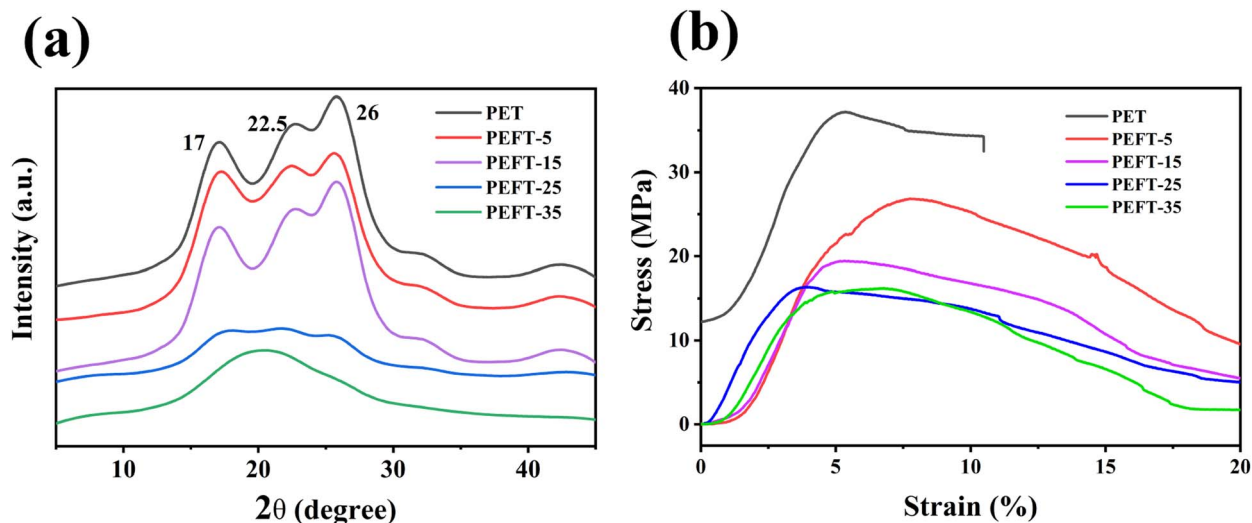 (a)
17
22.5
26
PET
PEFT-5
PEFT-15
PEFT-25
PEFT-35
Intensity (a.u.)
10
20
30
40
2θ (degree)
(b)
40
30
20
10
0
PET
PEFT-5
PEFT-15
PEFT-25
PEFT-35
Stress (MPa)
0
5
10
15
20
Strain (%)